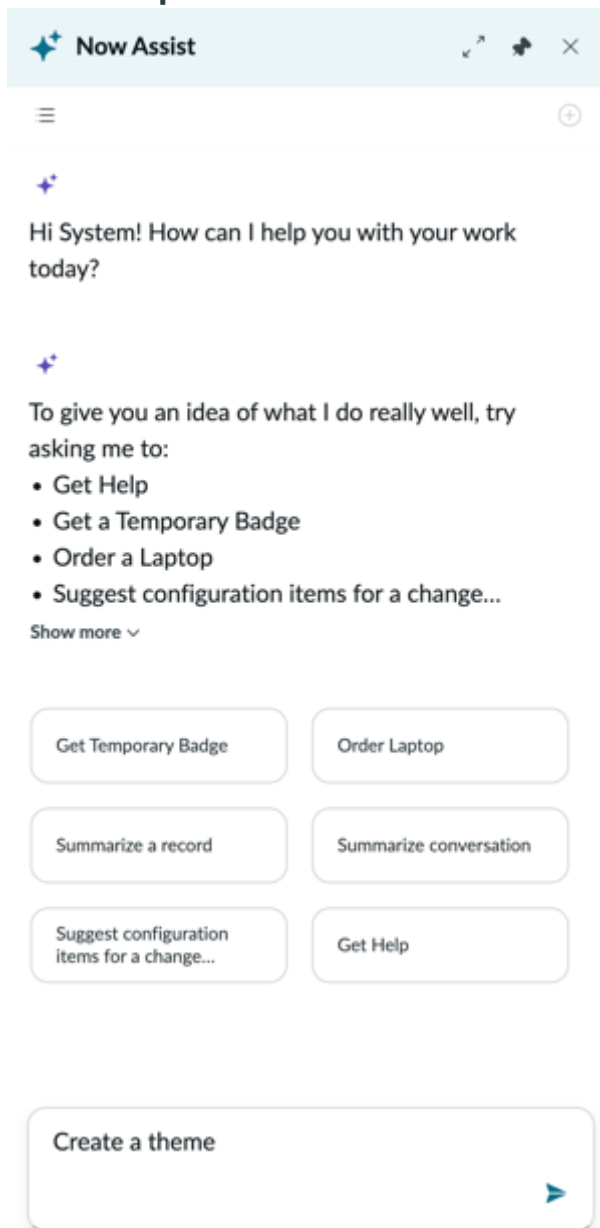 Now Assist
Hi System! How can I help you with your work
today?
To give you an idea of what I do really well, try
asking me to:
• Get Help
• Get a Temporary Badge
• Order a Laptop
• Suggest configuration items for a change...
Show more
Get Temporary Badge
Order Laptop
Summarize a record
Summarize conversation
Suggest configuration
items for a change...
Get Help
Create a theme